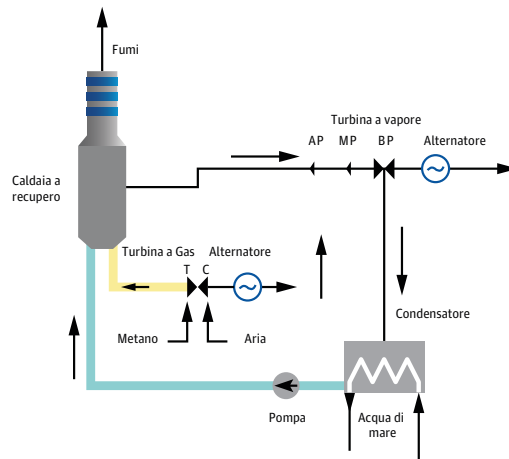 Fumi
Turbina a vapore
AP MP BP Alternatore
Caldaia a
recupero
Turbina a Gas Alternatore
T C
Condensatore
Metano Aria
Pompa
Acqua di
mare